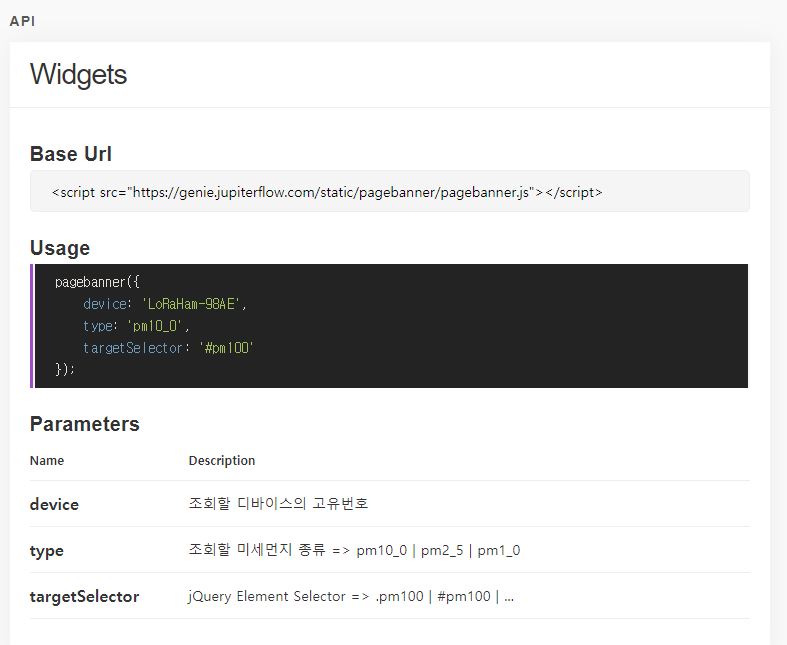 API
Widgets
Base Url
<script src="https://genie.jupiterflow.com/static/pagebanner/pagebanner.js"></script>
Usage
pagebanner({
device: 'LoRaHam-98AE',
type: 'pm10_0',
targetSelector: '#pm100'
});
Parameters
Name Description
device 조회할 디바이스의 고유번호
type 조회할 미세먼지 종류 => pm10_0 | pm2_5 | pm1_0
targetSelector jQuery Element Selector => .pm100 | #pm100 | ...